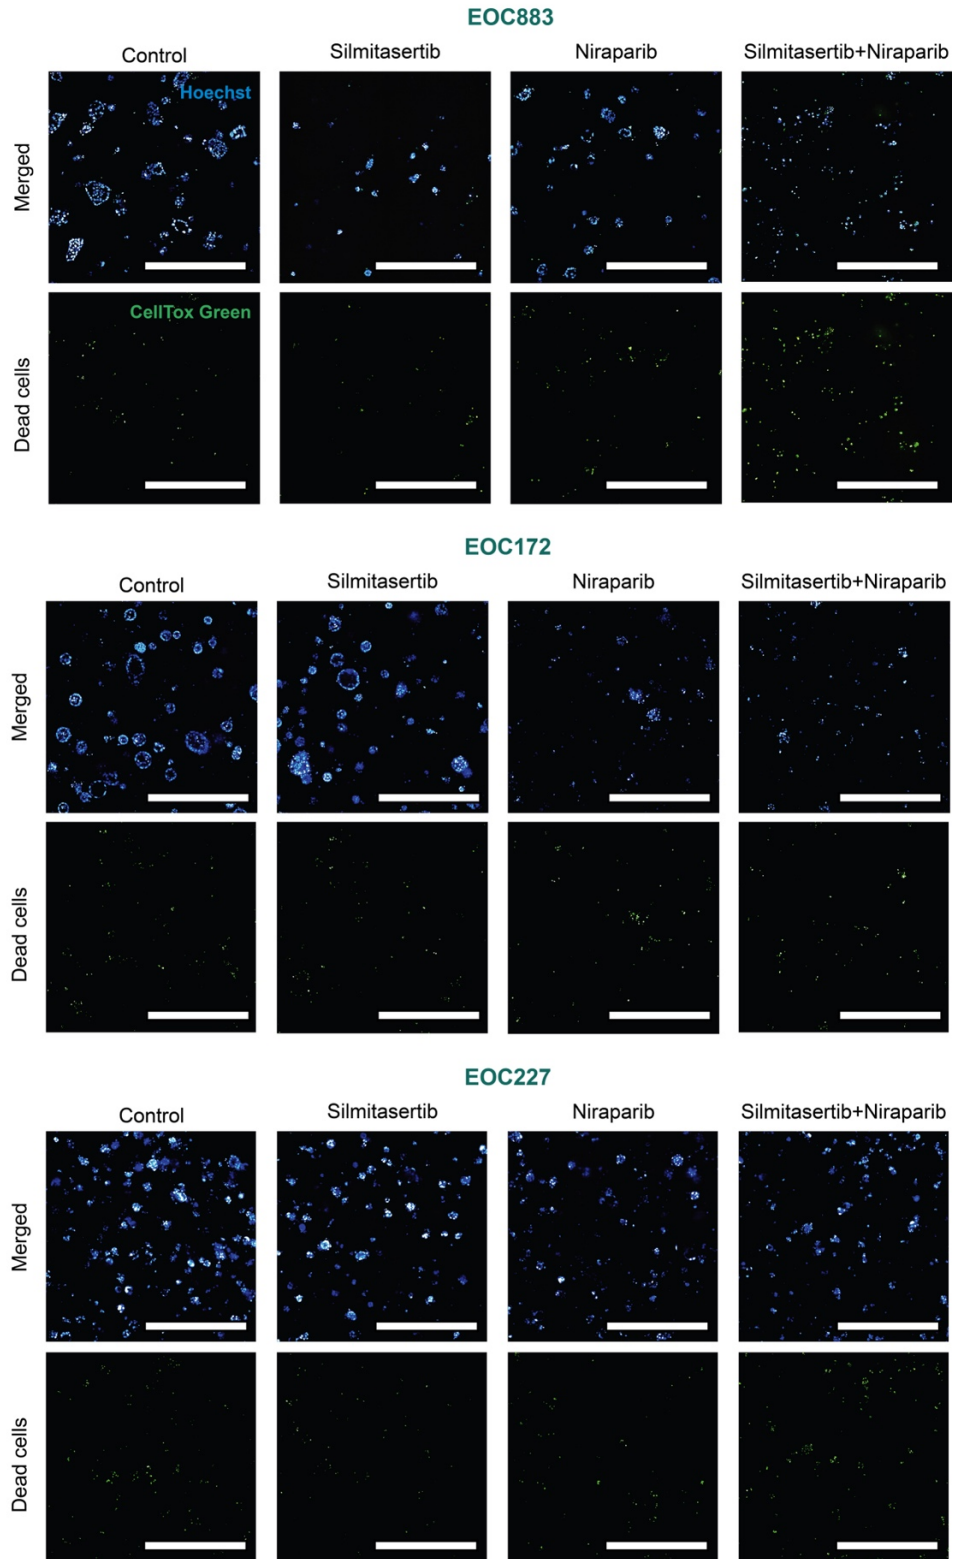 EOC883
Control Silmitasertib Niraparib Silmitasertib+Niraparib
Merged
Hoechst
Dead cells
CellTox Green
EOC172
Control Silmitasertib Niraparib Silmitasertib+Niraparib
Merged
Dead cells
EOC227
Control Silmitasertib Niraparib Silmitasertib+Niraparib
Merged
Dead cells